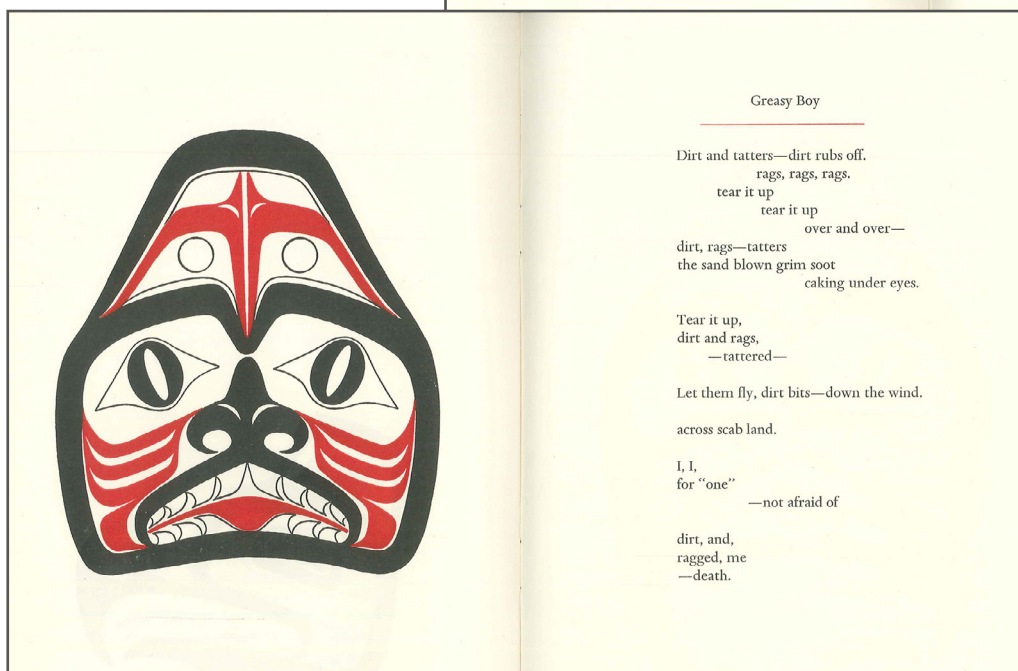 Greasy Boy
Dirt and tatters—dirt rubs off.
rags, rags, rags.
tear it up
tear it up
over and over—
dirt, rags—tatters
the sand blown grim soot
caking under eyes.
Tear it up,
dirt and rags,
—tattered—
Let them fly, dirt bits—down the wind.
across scab land.
I, I,
for “one”
—not afraid of
dirt, and,
ragged, me
—death.